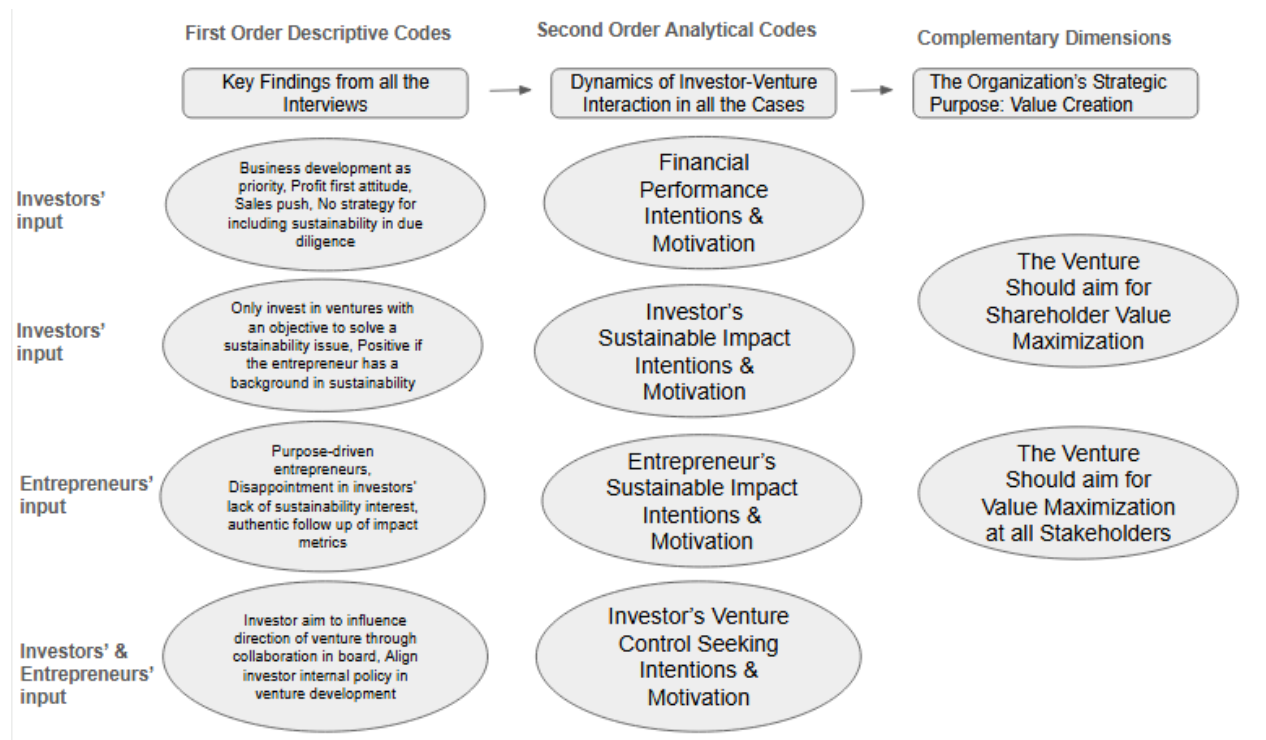 First Order Descriptive Codes
Second Order Analytical Codes
Complementary Dimensions
Key Findings from all the
Interviews
Dynamics of Investor-Venture
Interaction in all the Cases
The Organization's Strategic
Purpose: Value Creation
Investors'
input
Business development as
priority, Profit first attitude,
Sales push, No strategy for
including sustainability in due
diligence
Financial
Performance
Intentions &
Motivation
Investors'
input
Only invest in ventures with
an objective to solve a
sustainability issue, Positive if
the entrepreneur has a
background in sustainability
Investor's
Sustainable Impact
Intentions &
Motivation
The Venture
Should aim for
Shareholder Value
Maximization
Entrepreneurs'
input
Purpose-driven
entrepreneurs,
Disappointment in investors'
lack of sustainability interest,
authentic follow up of impact
metrics
Entrepreneur's
Sustainable Impact
Intentions &
Motivation
The Venture
Should aim for
Value Maximization
at all Stakeholders
Investors' &
Entrepreneurs'
input
Investor aim to influence
direction of venture through
collaboration in board, Align
investor internal policy in
venture development
Investor's Venture
Control Seeking
Intentions &
Motivation